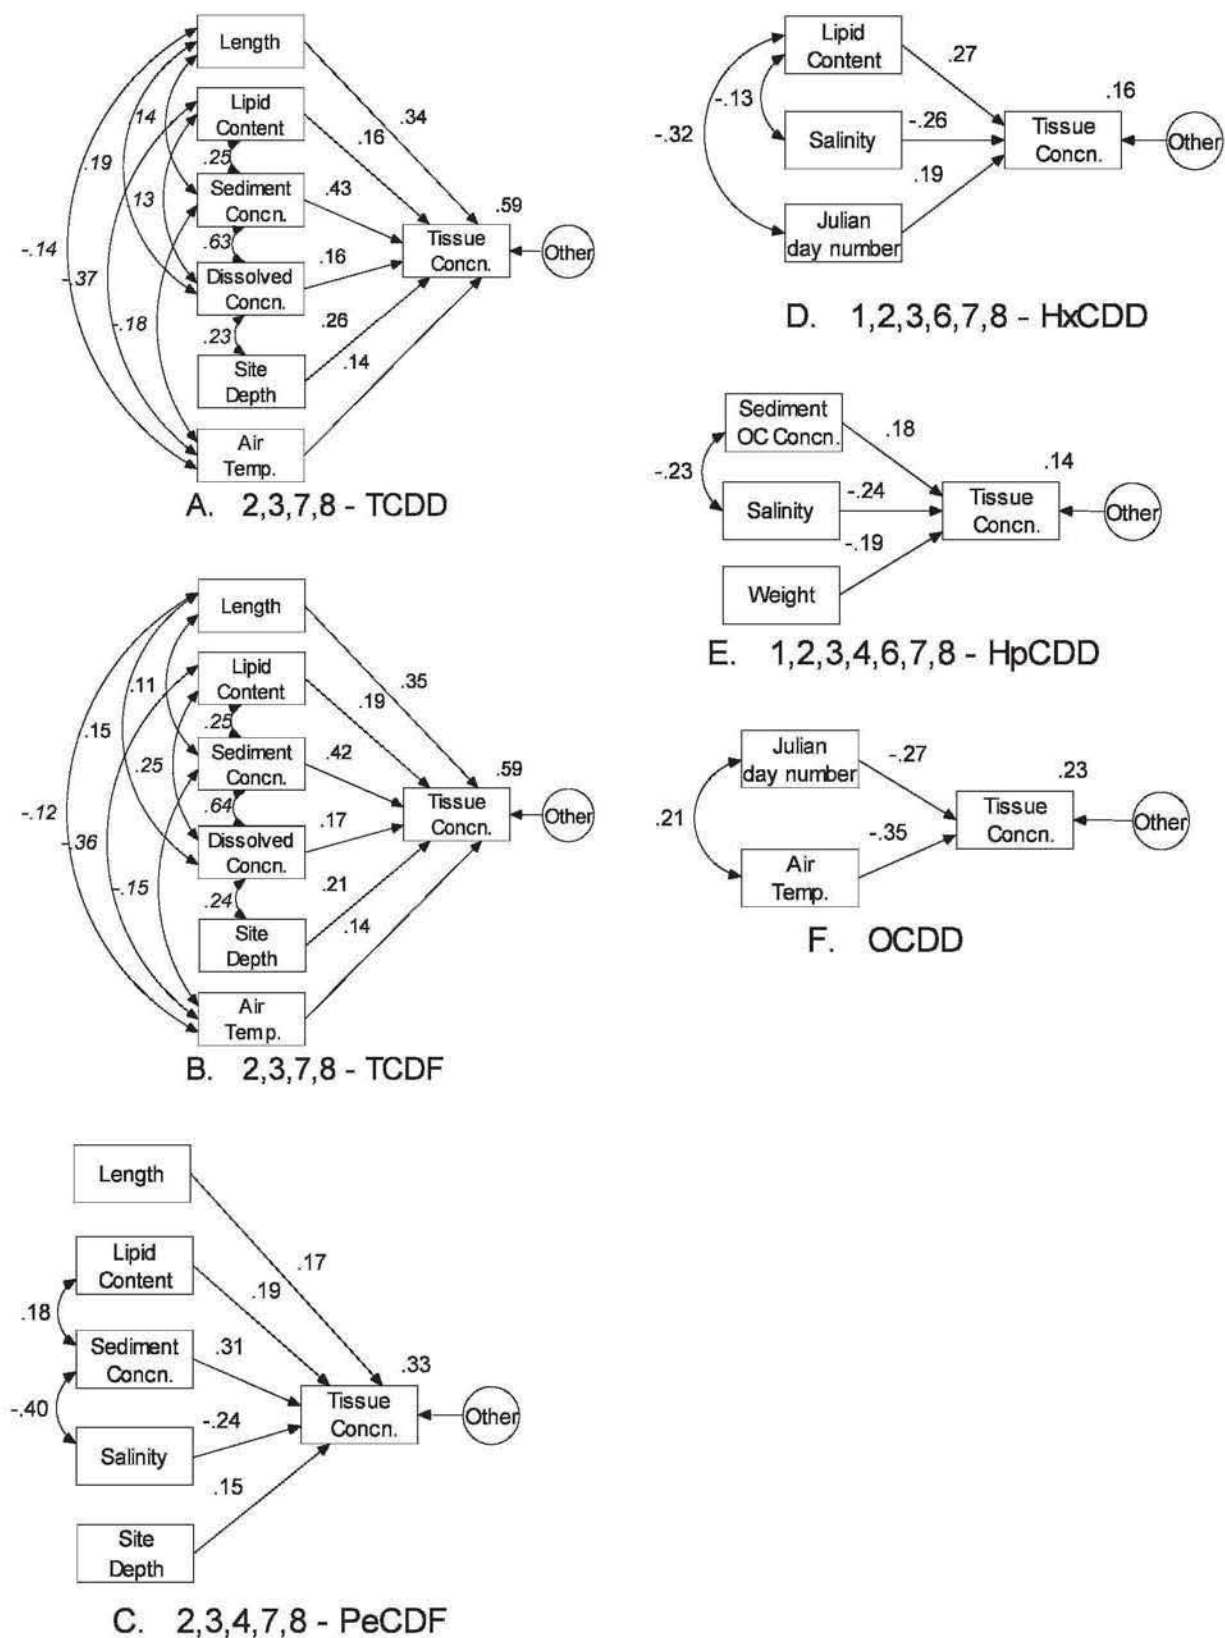 Length
Lipid
Content
.14
.34
.16
.19
.25
.13
Sediment
Concn.
.43
.59
.63
Tissue
Concn.
Other
-.14
-.37
Dissolved
Concn.
.16
-.18
.26
.23
Site
Depth
.14
Air
Temp.
A. 2,3,7,8 - TCDD
Length
Lipid
Content
.11
.35
.19
.15
.25
.25
Sediment
Concn.
.42
.59
.64
Tissue
Concn.
Other
-.12
-.36
Dissolved
Concn.
.17
-.15
.21
.24
Site
Depth
.14
Air
Temp.
B. 2,3,7,8 - TCDF
Length
.17
Lipid
Content
.19
.18
Sediment
Concn.
.31
.33
Tissue
Concn.
Other
-.40
-.24
Salinity
.15
Site
Depth
C. 2,3,4,7,8 - PeCDF
Lipid
Content
.27
-.13
.16
-.32
Salinity
-.26
Tissue
Concn.
Other
.19
Julian
day number
D. 1,2,3,6,7,8 - HxCDD
Sediment
OC Concn.
.18
-.23
.14
Salinity
-.24
Tissue
Concn.
Other
-.19
Weight
E. 1,2,3,4,6,7,8 - HpCDD
Julian
day number
-.27
.23
.21
Tissue
Concn.
Other
-.35
Air
Temp.
F. OCDD